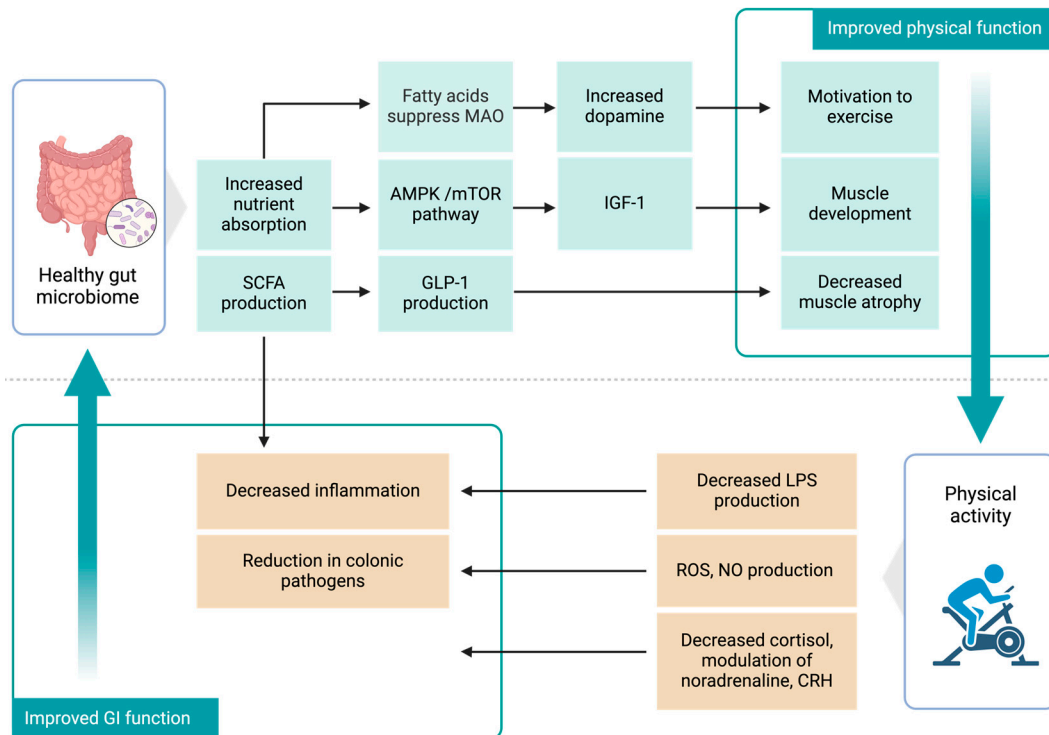 Improved physical function
Fatty acids
suppress MAO
Increased
dopamine
Motivation to
exercise
Healthy gut
microbiome
Increased
nutrient
absorption
AMPK /mTOR
pathway
IGF-1
Muscle
development
SCFA
production
GLP-1
production
Decreased
muscle atrophy
Decreased inflammation
Decreased LPS
production
Physical
activity
Reduction in colonic
pathogens
ROS, NO production
Decreased cortisol,
modulation of
noradrenaline, CRH
Improved GI function